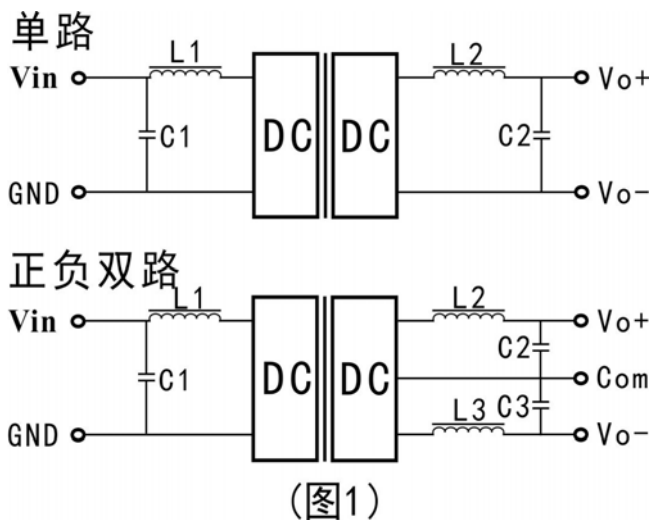 单路
L1 L2
Vin Vo+
C1 DC DC C2
GND Vo-
正负双路
L1 L2
Vin Vo+
C2
C1 DC DC Com
L3 C3
GND Vo-
(图1)